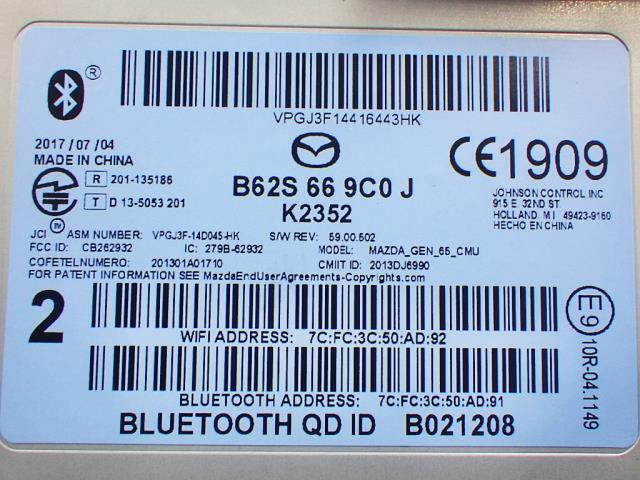 ®
VPGJ3F14416443HK
2017/07/04
MADE IN CHINA
R 201-135186
T D 13-5053 201
B62S 66 9C0 J
K2352
CE1909
JOHNSON CONTROL INC
915 E 32ND ST
HOLLAND MI 49423-9160
HECHO EN CHINA
JCI ASM NUMBER: VPGJ3F-14D045-HK S/W REV: 59.00.502
FCC ID: CB262932 IC: 279B-62932 MODEL: MAZDA_GEN_65_CMU
COFETELNUMERO: 201301A01710 CMIIT ID: 2013DJ6990
FOR PATENT INFORMATION SEE MazdaEndUserAgreements-Copyrights.com
2
WIFI ADDRESS: 7C:FC:3C:50:AD:92
BLUETOOTH ADDRESS: 7C:FC:3C:50:AD:91
BLUETOOTH QD ID B021208
E9
10R-04.1149